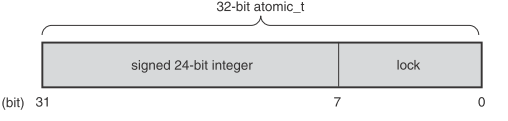 32-bit atomic_t
signed 24-bit integer lock
(bit) 31 7 0